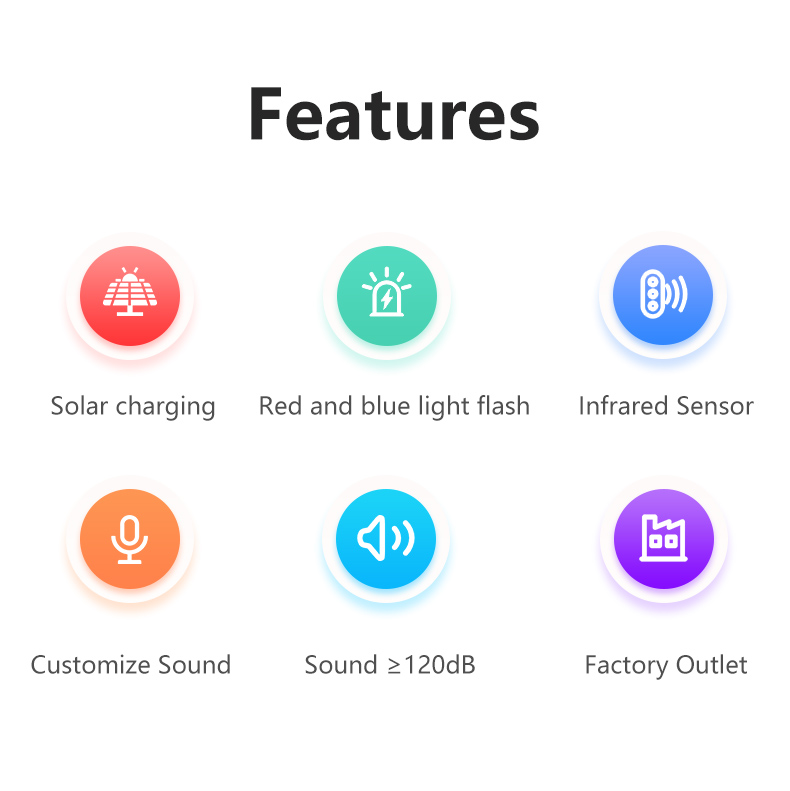 Features
Solar charging
Red and blue light flash
Infrared Sensor
Customize Sound
Sound ≥120dB
Factory Outlet